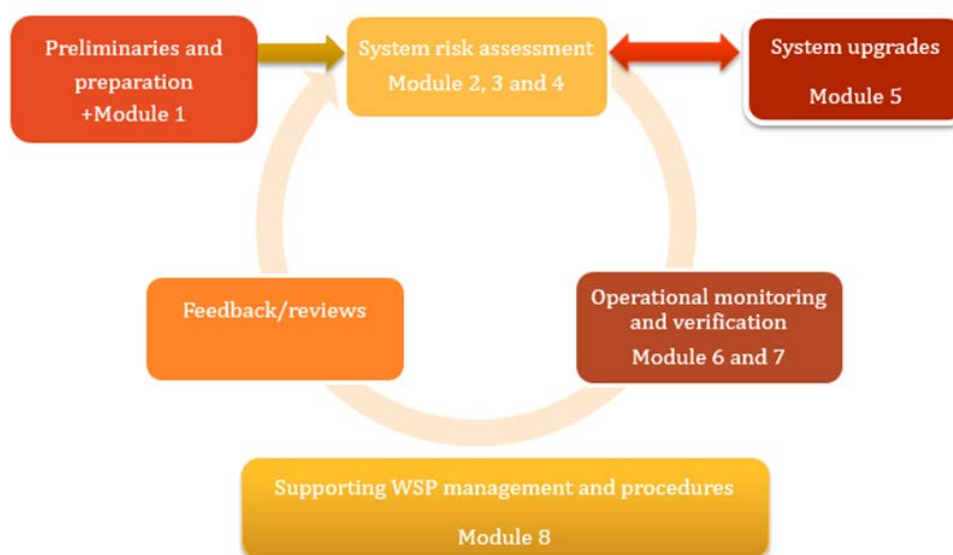 Preliminaries and
preparation
+Module 1
System risk assessment
Module 2, 3 and 4
System upgrades
Module 5
Feedback/reviews
Operational monitoring
and verification
Module 6 and 7
Supporting WSP management and procedures
Module 8